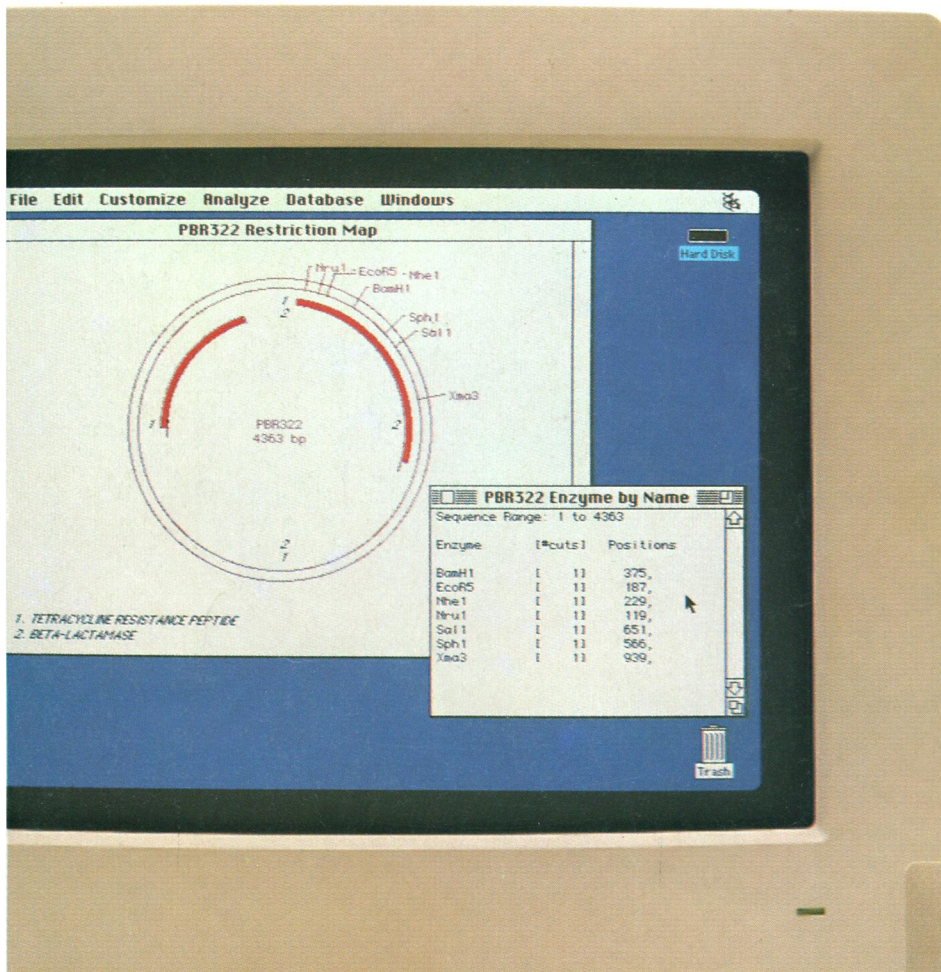 File Edit Customize Analyze Database Windows
PBR322 Restriction Map
Hard Disk
Nru1 EcoR5 - Nhe1
BamH1
1
2
Sph1
Sal1
Xma3
1
PBR322
2
4363 bp
PBR322 Enzyme by Name
Sequence Range: 1 to 4363
Enzyme [#cuts] Positions
BamH1 [ 1] 375,
EcoR5 [ 1] 187,
Nhe1 [ 1] 229,
Nru1 [ 1] 119,
Sal1 [ 1] 651,
Sph1 [ 1] 566,
Xma3 [ 1] 939,
2
1
1. TETRACYCLINE RESISTANCE PEPTIDE
2. BETA-LACTAMASE
Trash